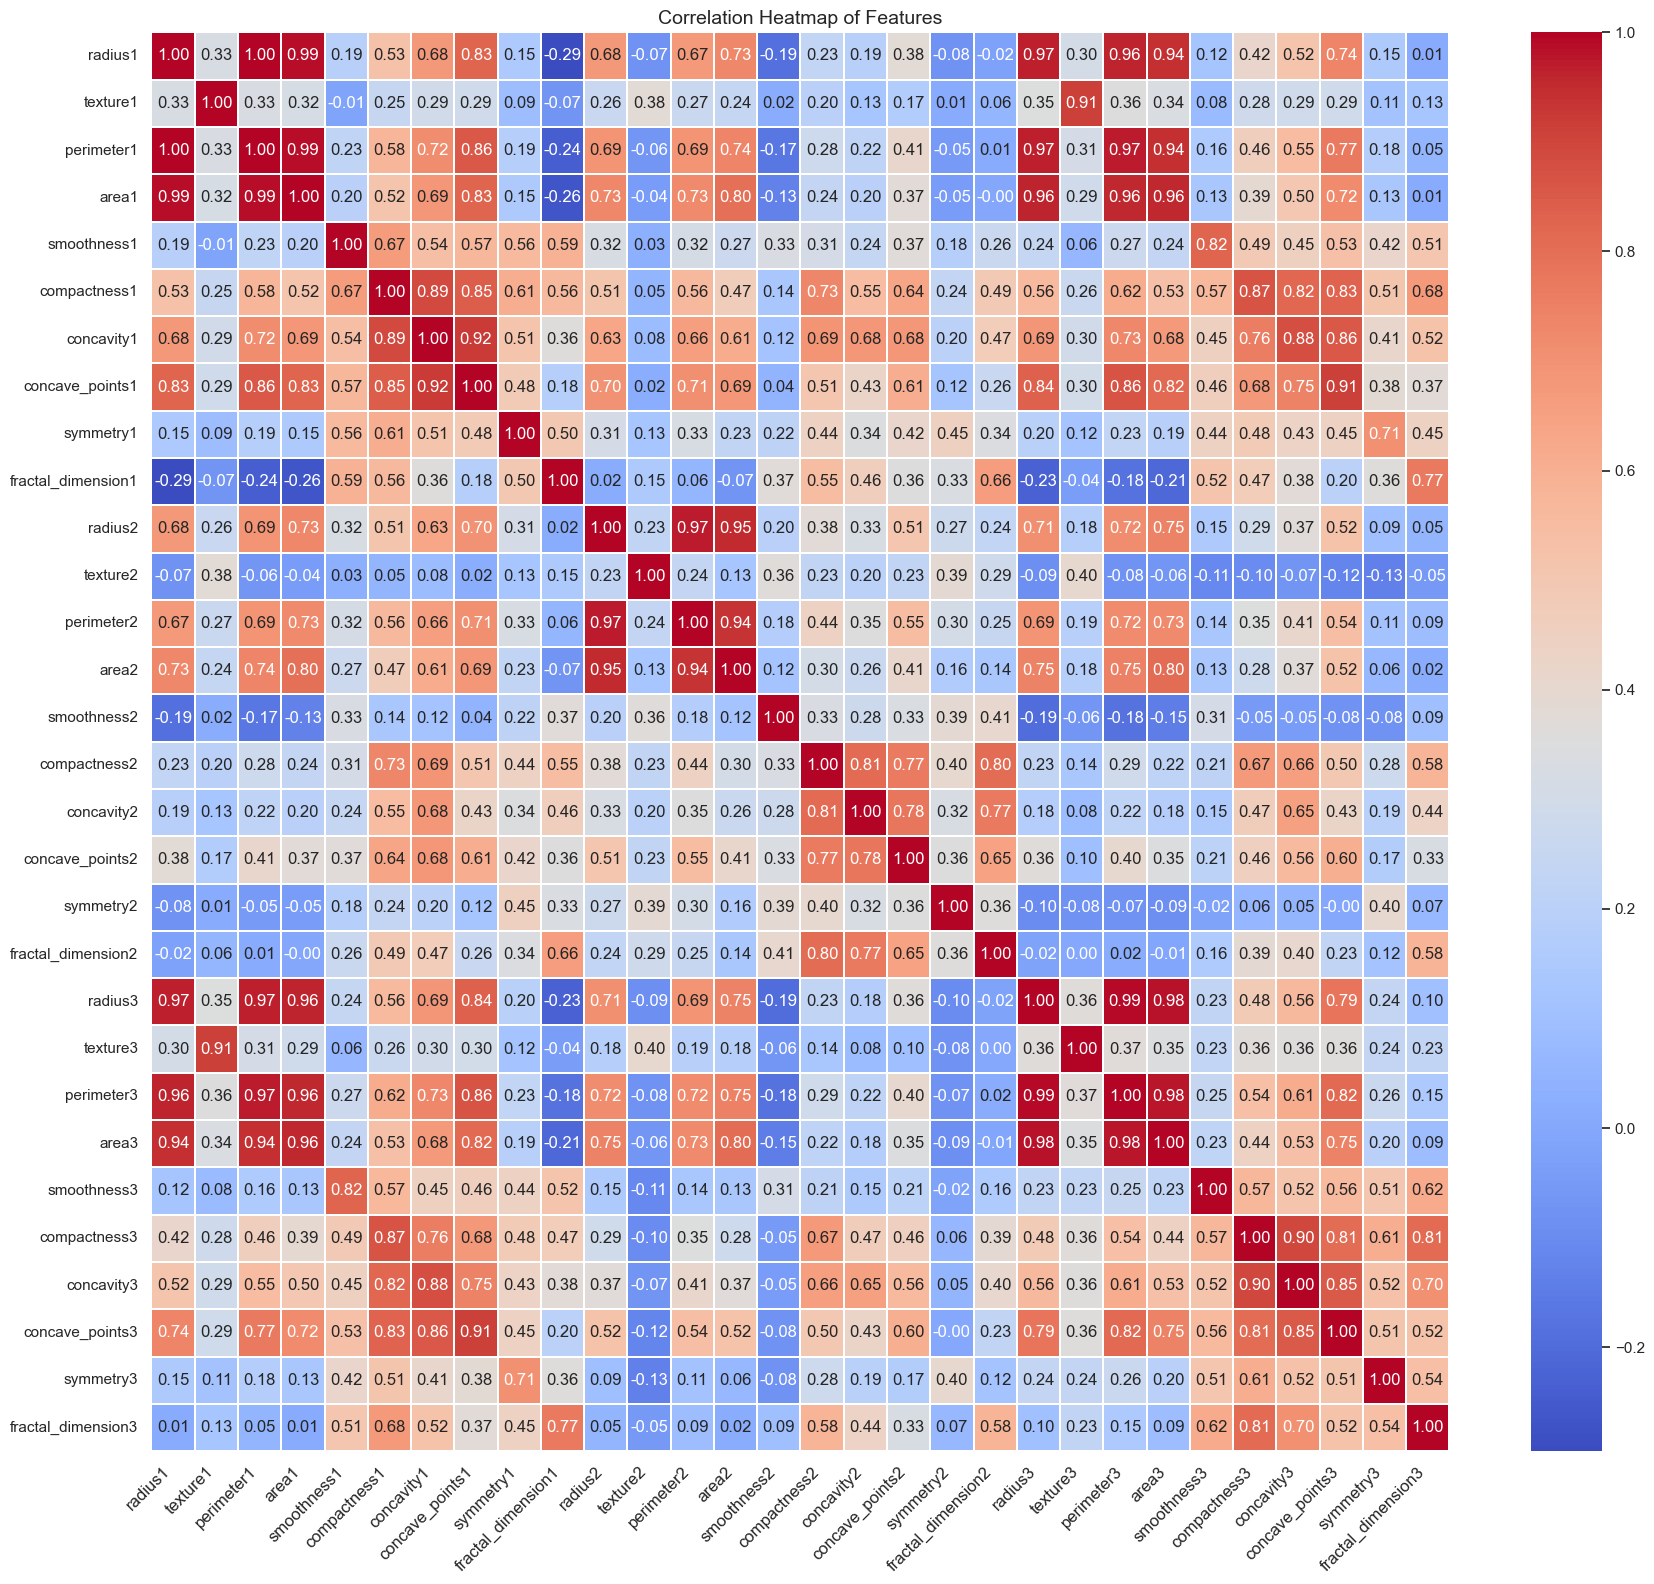 Correlation Heatmap of Features
radius1 1.00 0.33 1.00 0.99 0.19 0.53 0.68 0.83 0.15 -0.29 0.68 -0.07 0.67 0.73 -0.19 0.23 0.19 0.38 -0.08 -0.02 0.97 0.30 0.96 0.94 0.12 0.42 0.52 0.74 0.15 0.01
texture1 0.33 1.00 0.33 0.32 -0.01 0.25 0.29 0.29 0.09 -0.07 0.26 0.38 0.27 0.24 0.02 0.20 0.13 0.17 0.01 0.06 0.35 0.91 0.36 0.34 0.08 0.28 0.29 0.29 0.11 0.13
perimeter1 1.00 0.33 1.00 0.99 0.23 0.58 0.72 0.86 0.19 -0.24 0.69 -0.06 0.69 0.74 -0.17 0.28 0.22 0.41 -0.05 0.01 0.97 0.31 0.97 0.94 0.16 0.46 0.55 0.77 0.18 0.05
area1 0.99 0.32 0.99 1.00 0.20 0.52 0.69 0.83 0.15 -0.26 0.73 -0.04 0.73 0.80 -0.13 0.24 0.20 0.37 -0.05 -0.00 0.96 0.29 0.96 0.96 0.13 0.39 0.50 0.72 0.13 0.01
smoothness1 0.19 -0.01 0.23 0.20 1.00 0.67 0.54 0.57 0.56 0.59 0.32 0.03 0.32 0.27 0.33 0.31 0.24 0.37 0.18 0.26 0.24 0.06 0.27 0.24 0.82 0.49 0.45 0.53 0.42 0.51
compactness1 0.53 0.25 0.58 0.52 0.67 1.00 0.89 0.85 0.61 0.56 0.51 0.05 0.56 0.47 0.14 0.73 0.55 0.64 0.24 0.49 0.56 0.26 0.62 0.53 0.57 0.87 0.82 0.83 0.51 0.68
concavity1 0.68 0.29 0.72 0.69 0.54 0.89 1.00 0.92 0.51 0.36 0.63 0.08 0.66 0.61 0.12 0.69 0.68 0.68 0.20 0.47 0.69 0.30 0.73 0.68 0.45 0.76 0.88 0.86 0.41 0.52
concave_points1 0.83 0.29 0.86 0.83 0.57 0.85 0.92 1.00 0.48 0.18 0.70 0.02 0.71 0.69 0.04 0.51 0.43 0.61 0.12 0.26 0.84 0.30 0.86 0.82 0.46 0.68 0.75 0.91 0.38 0.37
symmetry1 0.15 0.09 0.19 0.15 0.56 0.61 0.51 0.48 1.00 0.50 0.31 0.13 0.33 0.23 0.22 0.44 0.34 0.42 0.45 0.34 0.20 0.12 0.23 0.19 0.44 0.48 0.43 0.45 0.71 0.45
fractal_dimension1 -0.29 -0.07 -0.24 -0.26 0.59 0.56 0.36 0.18 0.50 1.00 0.02 0.15 0.06 -0.07 0.37 0.55 0.46 0.36 0.33 0.66 -0.23 -0.04 -0.18 -0.21 0.52 0.47 0.38 0.20 0.36 0.77
radius2 0.68 0.26 0.69 0.73 0.32 0.51 0.63 0.70 0.31 0.02 1.00 0.23 0.97 0.95 0.20 0.38 0.33 0.51 0.27 0.24 0.71 0.18 0.72 0.75 0.15 0.29 0.37 0.52 0.09 0.05
texture2 -0.07 0.38 -0.06 -0.04 0.03 0.05 0.08 0.02 0.13 0.15 0.23 1.00 0.24 0.13 0.36 0.23 0.20 0.23 0.39 0.29 -0.09 0.40 -0.08 -0.06 -0.11 -0.10 -0.07 -0.12 -0.13 -0.05
perimeter2 0.67 0.27 0.69 0.73 0.32 0.56 0.66 0.71 0.33 0.06 0.97 0.24 1.00 0.94 0.18 0.44 0.35 0.55 0.30 0.25 0.69 0.19 0.72 0.73 0.14 0.35 0.41 0.54 0.11 0.09
area2 0.73 0.24 0.74 0.80 0.27 0.47 0.61 0.69 0.23 -0.07 0.95 0.13 0.94 1.00 0.12 0.30 0.26 0.41 0.16 0.14 0.75 0.18 0.75 0.80 0.13 0.28 0.37 0.52 0.06 0.02
smoothness2 -0.19 0.02 -0.17 -0.13 0.33 0.14 0.12 0.04 0.22 0.37 0.20 0.36 0.18 0.12 1.00 0.33 0.28 0.33 0.39 0.41 -0.19 -0.06 -0.18 -0.15 0.31 -0.05 -0.05 -0.08 -0.08 0.09
compactness2 0.23 0.20 0.28 0.24 0.31 0.73 0.69 0.51 0.44 0.55 0.38 0.23 0.44 0.30 0.33 1.00 0.81 0.77 0.40 0.80 0.23 0.14 0.29 0.22 0.21 0.67 0.66 0.50 0.28 0.58
concavity2 0.19 0.13 0.22 0.20 0.24 0.55 0.68 0.43 0.34 0.46 0.33 0.20 0.35 0.26 0.28 0.81 1.00 0.78 0.32 0.77 0.18 0.08 0.22 0.18 0.15 0.47 0.65 0.43 0.19 0.44
concave_points2 0.38 0.17 0.41 0.37 0.37 0.64 0.68 0.61 0.42 0.36 0.51 0.23 0.55 0.41 0.33 0.77 0.78 1.00 0.36 0.65 0.36 0.10 0.40 0.35 0.21 0.46 0.56 0.60 0.17 0.33
symmetry2 -0.08 0.01 -0.05 -0.05 0.18 0.24 0.20 0.12 0.45 0.33 0.27 0.39 0.30 0.16 0.39 0.40 0.32 0.36 1.00 0.36 -0.10 -0.08 -0.07 -0.09 -0.02 0.06 0.05 -0.00 0.40 0.07
fractal_dimension2 -0.02 0.06 0.01 -0.00 0.26 0.49 0.47 0.26 0.34 0.66 0.24 0.29 0.25 0.14 0.41 0.80 0.77 0.65 0.36 1.00 -0.02 0.00 0.02 -0.01 0.16 0.39 0.40 0.23 0.12 0.58
radius3 0.97 0.35 0.97 0.96 0.24 0.56 0.69 0.84 0.20 -0.23 0.71 -0.09 0.69 0.75 -0.19 0.23 0.18 0.36 -0.10 -0.02 1.00 0.36 0.99 0.98 0.23 0.48 0.56 0.79 0.24 0.10
texture3 0.30 0.91 0.31 0.29 0.06 0.26 0.30 0.30 0.12 -0.04 0.18 0.40 0.19 0.18 -0.06 0.14 0.08 0.10 -0.08 0.00 0.36 1.00 0.37 0.35 0.23 0.36 0.36 0.36 0.24 0.23
perimeter3 0.96 0.36 0.97 0.96 0.27 0.62 0.73 0.86 0.23 -0.18 0.72 -0.08 0.72 0.75 -0.18 0.29 0.22 0.40 -0.07 0.02 0.99 0.37 1.00 0.98 0.25 0.54 0.61 0.82 0.26 0.15
area3 0.94 0.34 0.94 0.96 0.24 0.53 0.68 0.82 0.19 -0.21 0.75 -0.06 0.73 0.80 -0.15 0.22 0.18 0.35 -0.09 -0.01 0.98 0.35 0.98 1.00 0.23 0.44 0.53 0.75 0.20 0.09
smoothness3 0.12 0.08 0.16 0.13 0.82 0.57 0.45 0.46 0.44 0.52 0.15 -0.11 0.14 0.13 0.31 0.21 0.15 0.21 -0.02 0.16 0.23 0.23 0.25 0.23 1.00 0.57 0.52 0.56 0.51 0.62
compactness3 0.42 0.28 0.46 0.39 0.49 0.87 0.76 0.68 0.48 0.47 0.29 -0.10 0.35 0.28 -0.05 0.67 0.47 0.46 0.06 0.39 0.48 0.36 0.54 0.44 0.57 1.00 0.90 0.81 0.61 0.81
concavity3 0.52 0.29 0.55 0.50 0.45 0.82 0.88 0.75 0.43 0.38 0.37 -0.07 0.41 0.37 -0.05 0.66 0.65 0.56 0.05 0.40 0.56 0.36 0.61 0.53 0.52 0.90 1.00 0.85 0.52 0.70
concave_points3 0.74 0.29 0.77 0.72 0.53 0.83 0.86 0.91 0.45 0.20 0.52 -0.12 0.54 0.52 -0.08 0.50 0.43 0.60 -0.00 0.23 0.79 0.36 0.82 0.75 0.56 0.81 0.85 1.00 0.51 0.52
symmetry3 0.15 0.11 0.18 0.13 0.42 0.51 0.41 0.38 0.71 0.36 0.09 -0.13 0.11 0.06 -0.08 0.28 0.19 0.17 0.40 0.12 0.24 0.24 0.26 0.20 0.51 0.61 0.52 0.51 1.00 0.54
fractal_dimension3 0.01 0.13 0.05 0.01 0.51 0.68 0.52 0.37 0.45 0.77 0.05 -0.05 0.09 0.02 0.09 0.58 0.44 0.33 0.07 0.58 0.10 0.23 0.15 0.09 0.62 0.81 0.70 0.52 0.54 1.00
radius1 texture1 perimeter1 area1 smoothness1 compactness1 concavity1 concave_points1 symmetry1 fractal_dimension1 radius2 texture2 perimeter2 area2 smoothness2 compactness2 concavity2 concave_points2 symmetry2 fractal_dimension2 radius3 texture3 perimeter3 area3 smoothness3 compactness3 concavity3 concave_points3 symmetry3 fractal_dimension3
1.0
0.8
0.6
0.4
0.2
0.0
−0.2